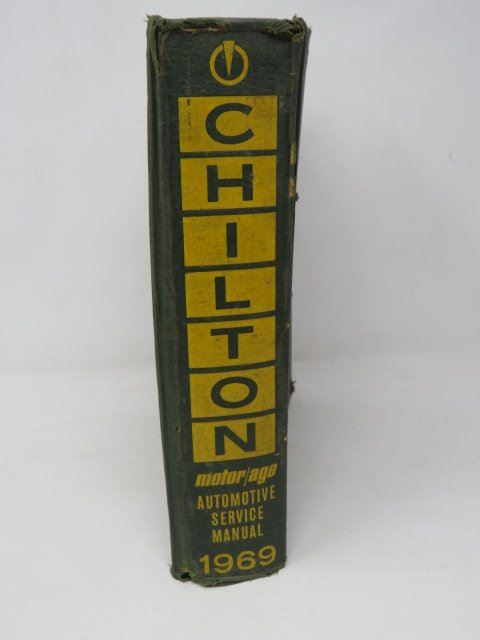 CHILTON
motor/age
AUTOMOTIVE
SERVICE
MANUAL
1969